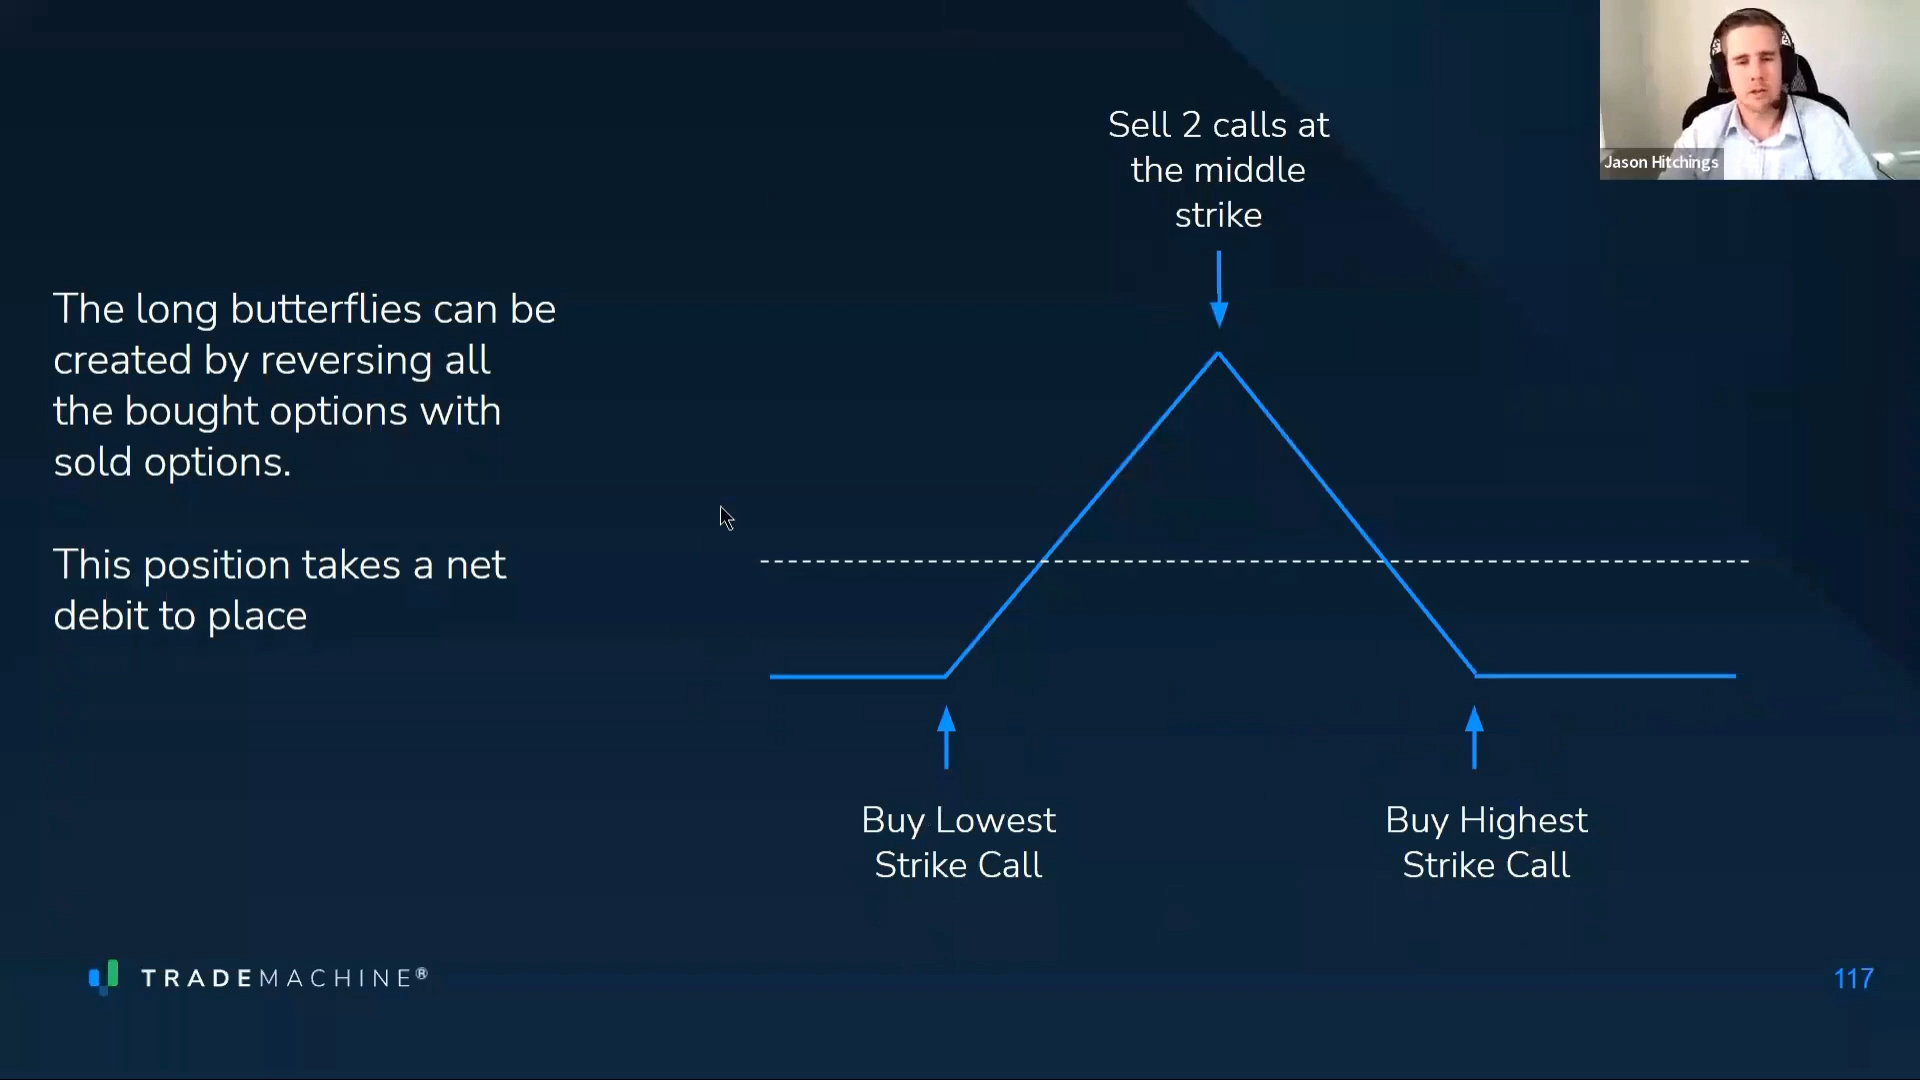 Jason Hitchings
Sell 2 calls at
the middle
strike
The long butterflies can be
created by reversing all
the bought options with
sold options.
This position takes a net
debit to place
Buy Lowest
Strike Call
Buy Highest
Strike Call
TRADEMACHINE®
117